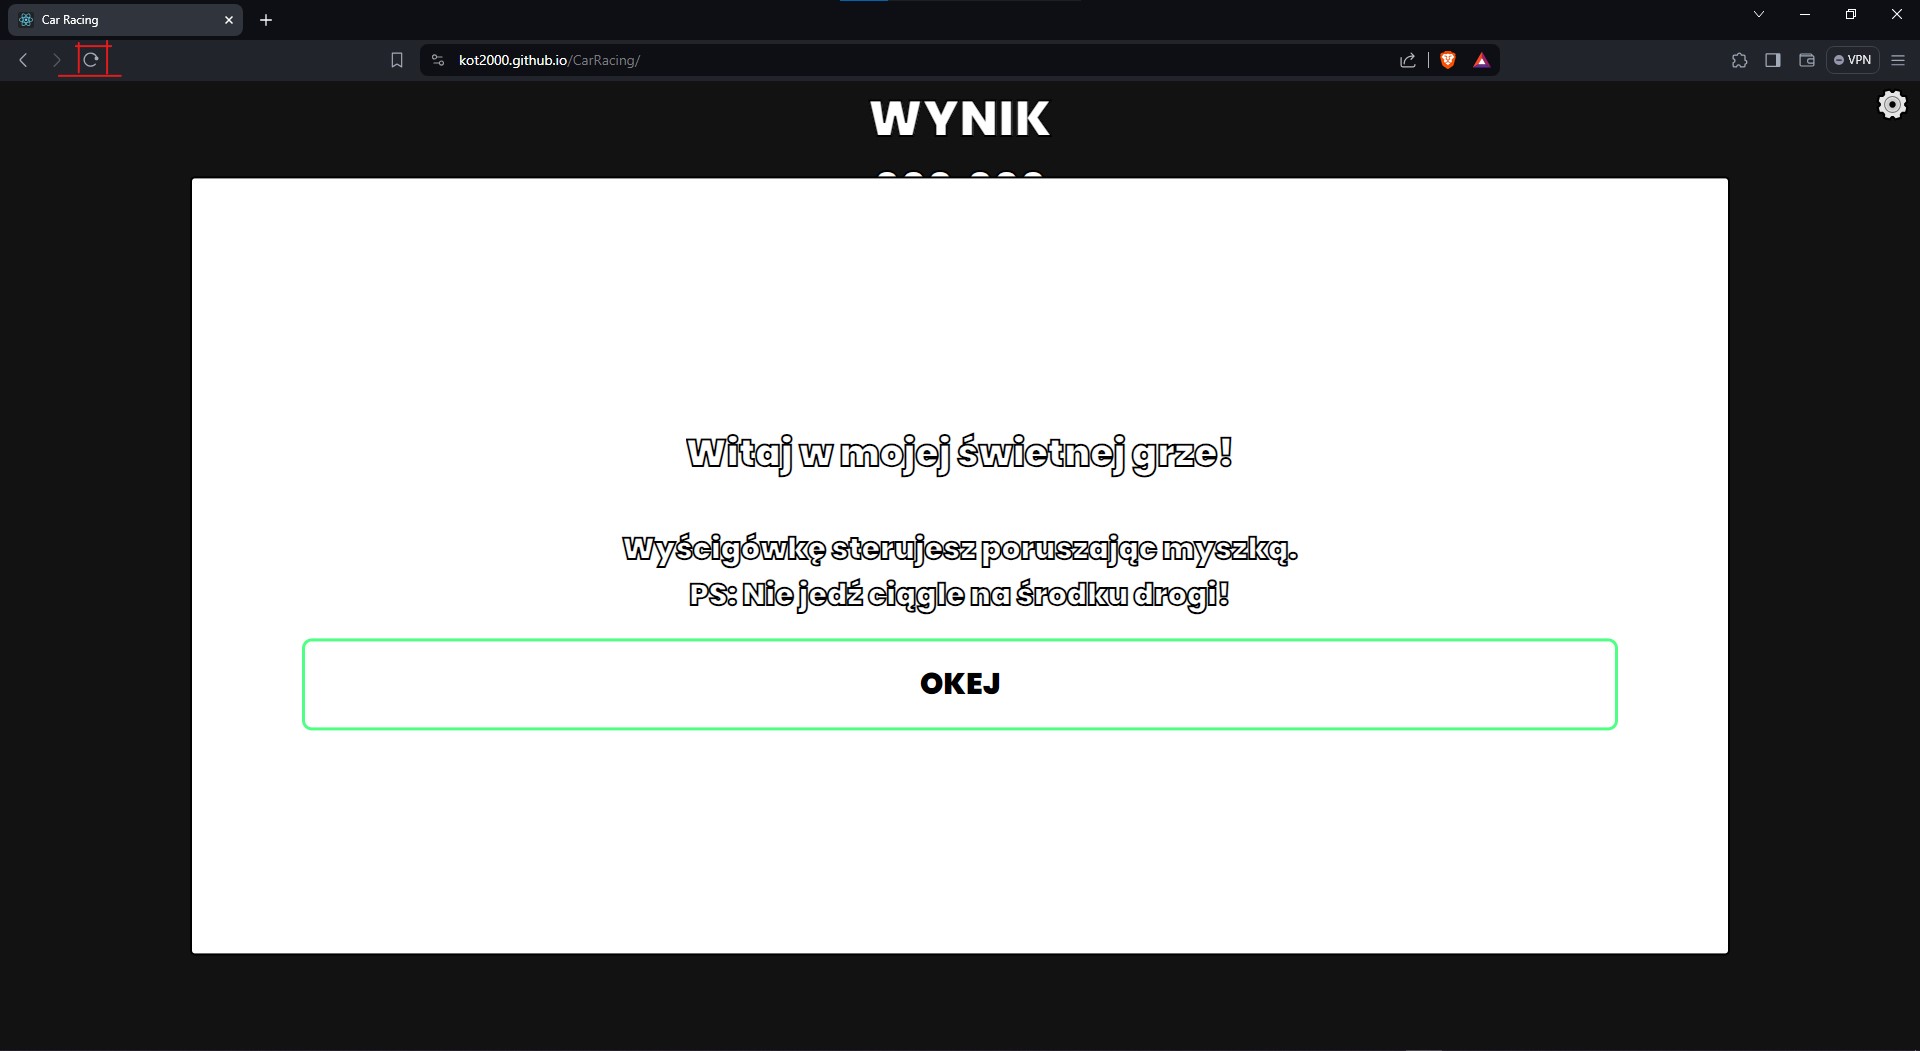 Car Racing
kot2000.github.io/CarRacing/
VPN
WYNIK
Witaj w mojej świetnej grze!
Wyścigówkę sterujesz poruszając myszką.
PS: Nie jedź ciągle na środku drogi!
OKEJ